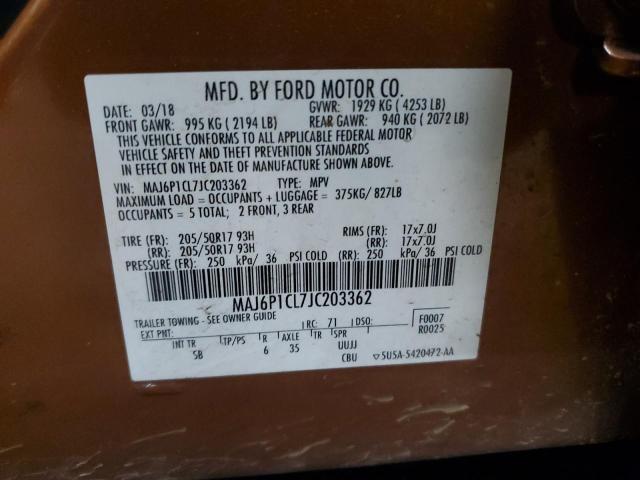 MFD. BY FORD MOTOR CO.
DATE: 03/18 GVWR: 1929 KG ( 4253 LB)
FRONT GAWR: 995 KG ( 2194 LB) REAR GAWR: 940 KG ( 2072 LB)
THIS VEHICLE CONFORMS TO ALL APPLICABLE FEDERAL MOTOR
VEHICLE SAFETY AND THEFT PREVENTION STANDARDS
IN EFFECT ON THE DATE OF MANUFACTURE SHOWN ABOVE.
VIN: MAJ6P1CL7JC203362 TYPE: MPV
MAXIMUM LOAD = OCCUPANTS + LUGGAGE = 375KG/ 827LB
OCCUPANTS = 5 TOTAL; 2 FRONT, 3 REAR
TIRE (FR): 205/50R17 93H RIMS (FR): 17x7.0J
(RR): 205/50R17 93H (RR): 17x7.0J
PRESSURE (FR): 250 kPa/ 36 PSI COLD (RR): 250 kPa/ 36 PSI COLD
MAJ6P1CL7JC203362
TRAILER TOWING - SEE OWNER GUIDE RC: 71 DSO: F0007
EXT PNT: R0025
INT TR TP/PS R AXLE TR SPR
SB 6 35 UUJJ
CBU ▽5U5A-5420472-AA